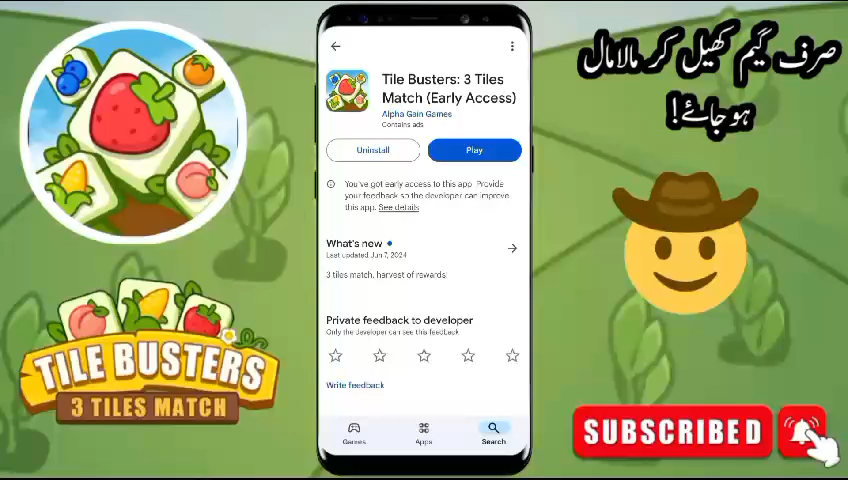 Tile Busters: 3 Tiles
Match (Early Access)
Alpha Gain Games
Contains ads
Uninstall
Play
You've got early access to this app. Provide
your feedback so the developer can improve
this app. See details
What's new
Last updated Jun 7, 2024
3 tiles match, harvest of rewards!
Private feedback to developer
Only the developer can see this feedback
Write feedback
Games
Apps
Search
TILE BUSTERS
3 TILES MATCH
صرف گیم کھیل کر مالامال
ہو جائے!
SUBSCRIBED